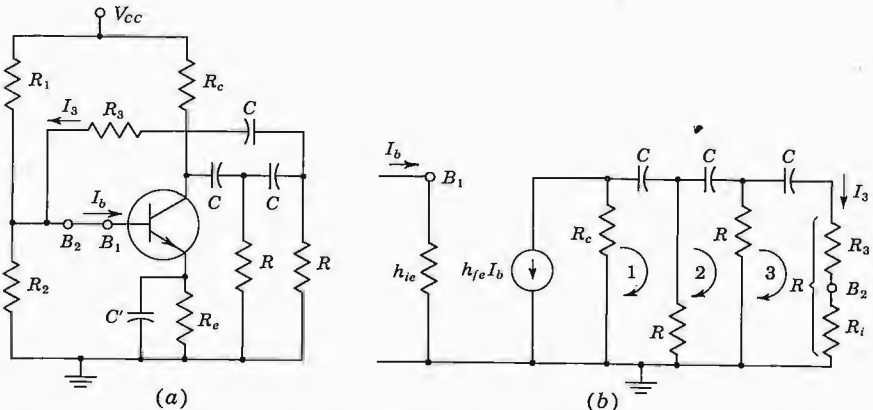 V_CC
R_1
R_c
I_3
R_3
C
I_b
C
C
B_2
B_1
R_2
R
R
C'
R_e
(a)
I_b
B_1
h_ie
h_fe I_b
C
C
C
I_3
R_c
R
R_3
1
2
3
R
B_2
R
R_i
(b)